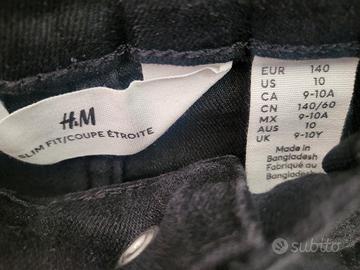 H&M
SLIM FIT/COUPE ÉTROITE
EUR 140
US 10
CA 9-10A
CN 140/60
MX 9-10A
AUS 10
UK 9-10Y
Made in
Bangladesh
Fabriqué au
Bangladesh
subito